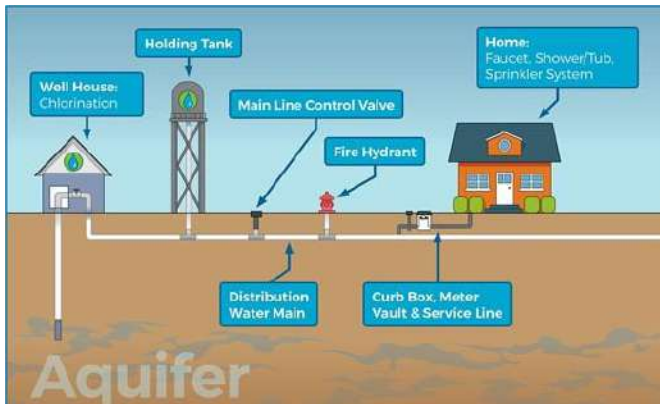 Holding Tank
Home:
Faucet, Shower/Tub,
Sprinkler System
Well House:
Chlorination
Main Line Control Valve
Fire Hydrant
Distribution
Water Main
Curb Box, Meter
Vault & Service Line
Aquifer